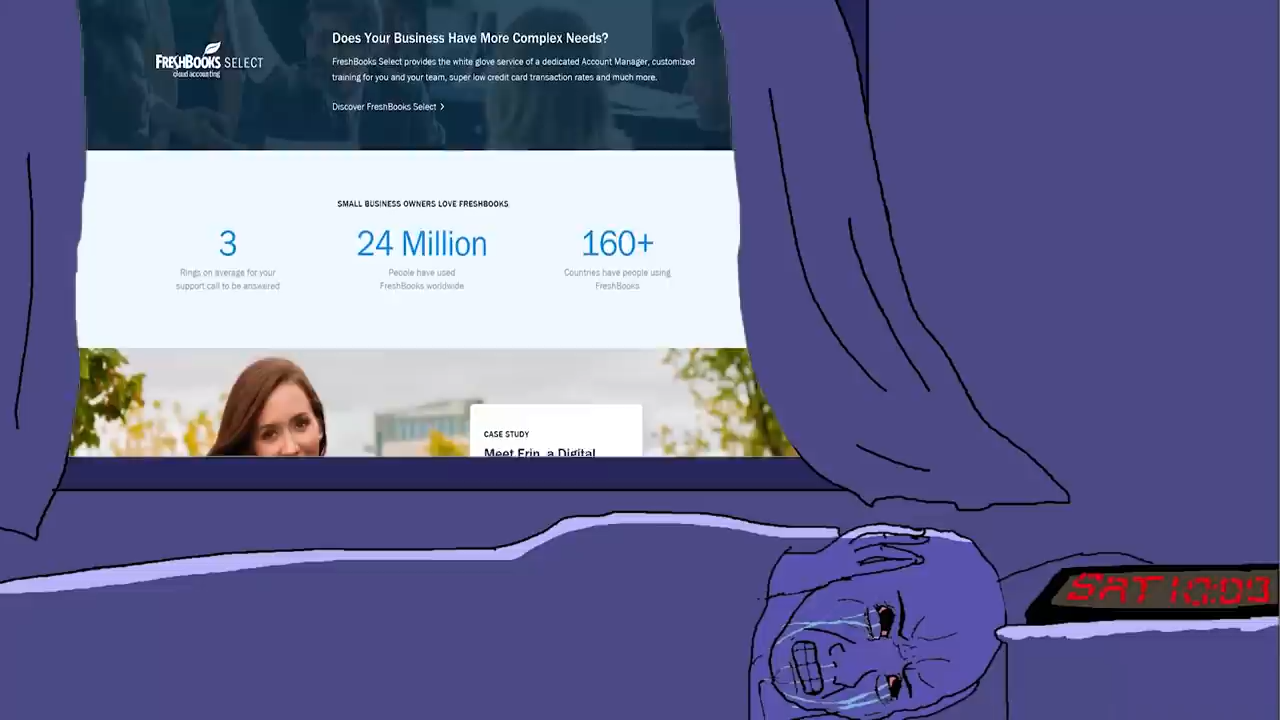 FRESHBOOKS SELECT
cloud accounting
Does Your Business Have More Complex Needs?
FreshBooks Select provides the white glove service of a dedicated Account Manager, customized
training for you and your team, super low credit card transaction rates and much more.
Discover FreshBooks Select >
SMALL BUSINESS OWNERS LOVE FRESHBOOKS
3
Rings on average for your
support call to be answered
24 Million
People have used
FreshBooks worldwide
160+
Countries have people using
FreshBooks
CASE STUDY
Meet Erin, a Digital
SAT 10:00